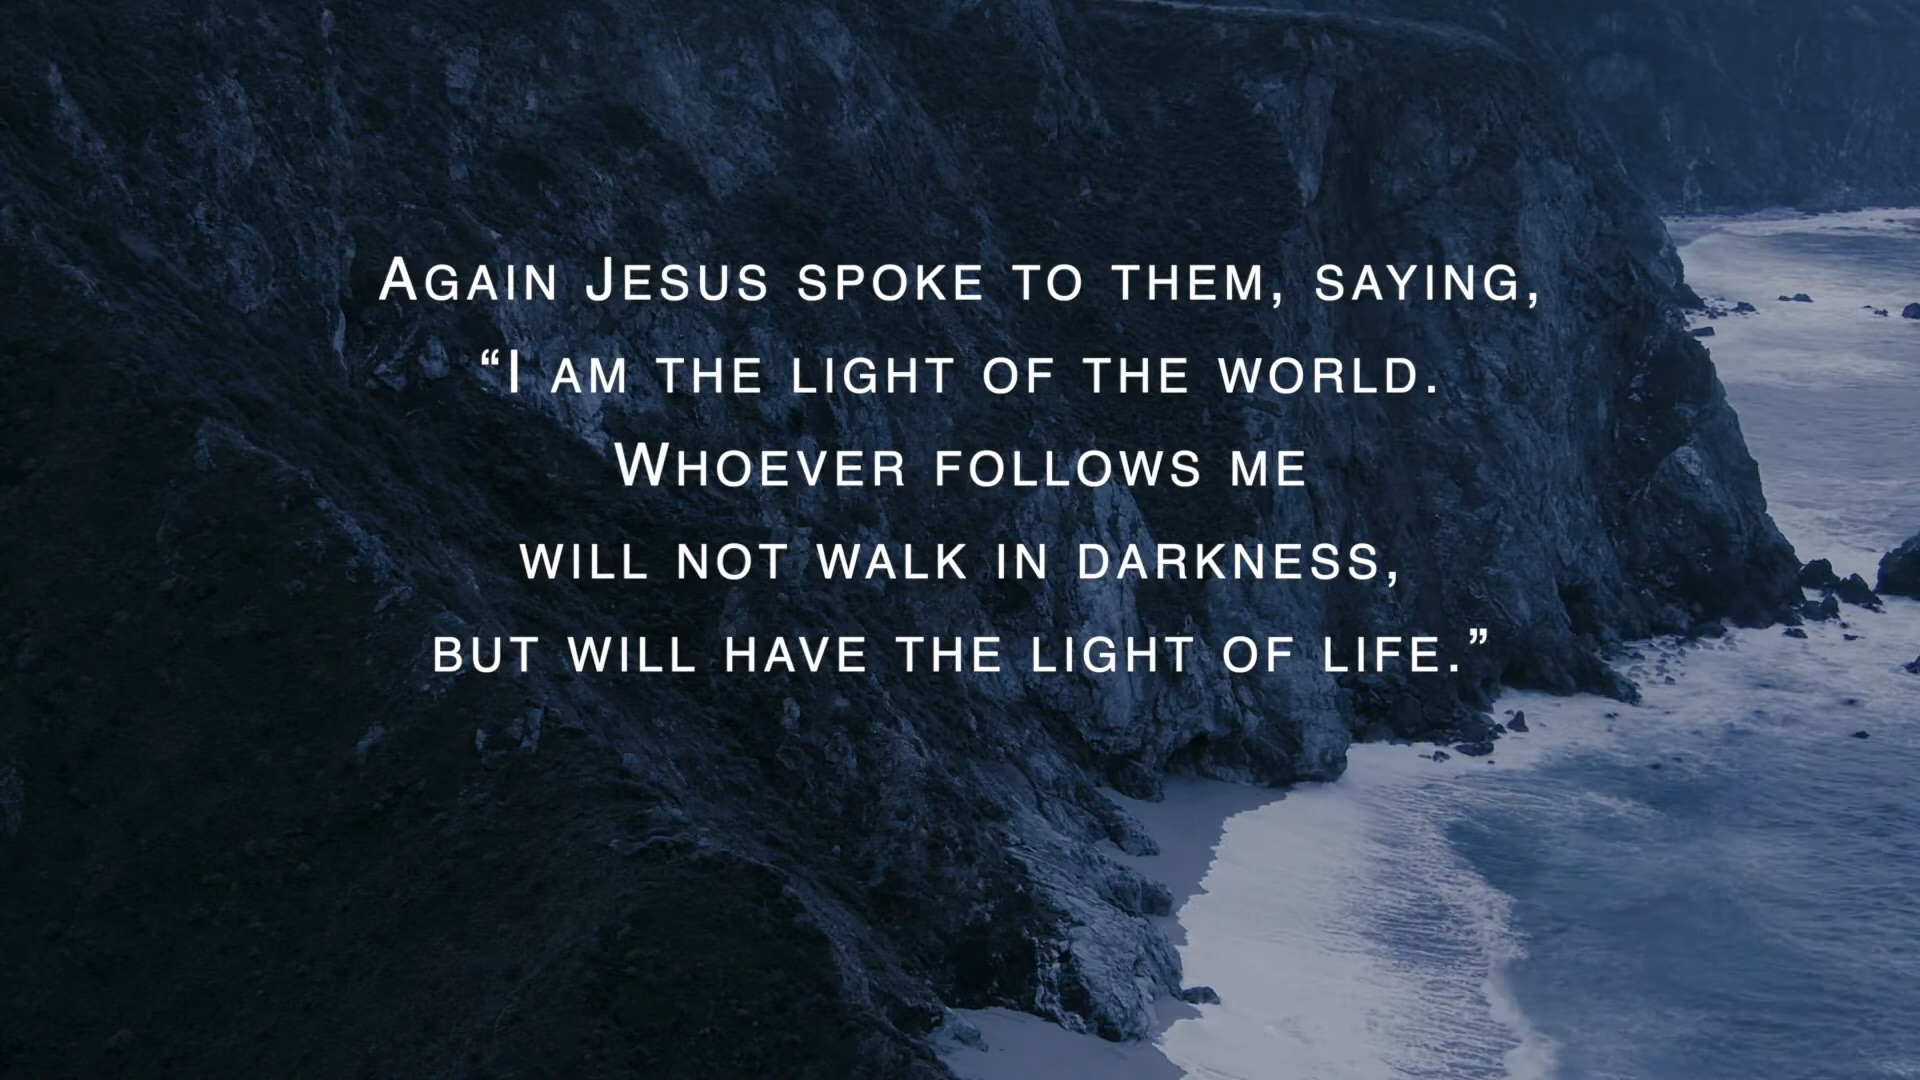 Again Jesus spoke to them, saying,
“I am the light of the world.
Whoever follows me
will not walk in darkness,
but will have the light of life.”